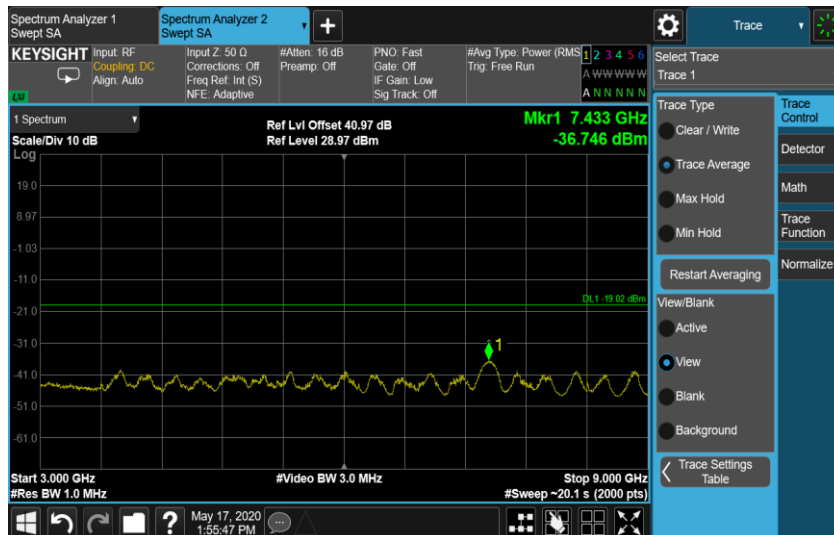 Spectrum Analyzer 1
Swept SA
Spectrum Analyzer 2
Swept SA
Trace
KEYSIGHT
Input: RF
Coupling: DC
Align: Auto
Input Z: 50 Ω
Corrections: Off
Freq Ref: Int (S)
NFE: Adaptive
#Atten: 16 dB
Preamp: Off
PNO: Fast
Gate: Off
IF Gain: Low
Sig Track: Off
#Avg Type: Power (RMS
Trig: Free Run
1 2 3 4 5 6
A W W W W W
A N N N N N
LXI
Select Trace
Trace 1
1 Spectrum
Scale/Div 10 dB
Ref Lvl Offset 40.97 dB
Ref Level 28.97 dBm
Mkr1 7.433 GHz
-36.746 dBm
Log
19.0
8.97
-1.03
-11.0
-21.0
-31.0
-41.0
-51.0
-61.0
DL1 -19.02 dBm
1
Start 3.000 GHz
#Res BW 1.0 MHz
#Video BW 3.0 MHz
Stop 9.000 GHz
#Sweep ~20.1 s (2000 pts)
Trace Type
Clear / Write
Trace Average
Max Hold
Min Hold
Restart Averaging
View/Blank
Active
View
Blank
Background
Trace Settings
Table
Trace
Control
Detector
Math
Trace
Function
Normalize
?
May 17, 2020
1:55:47 PM